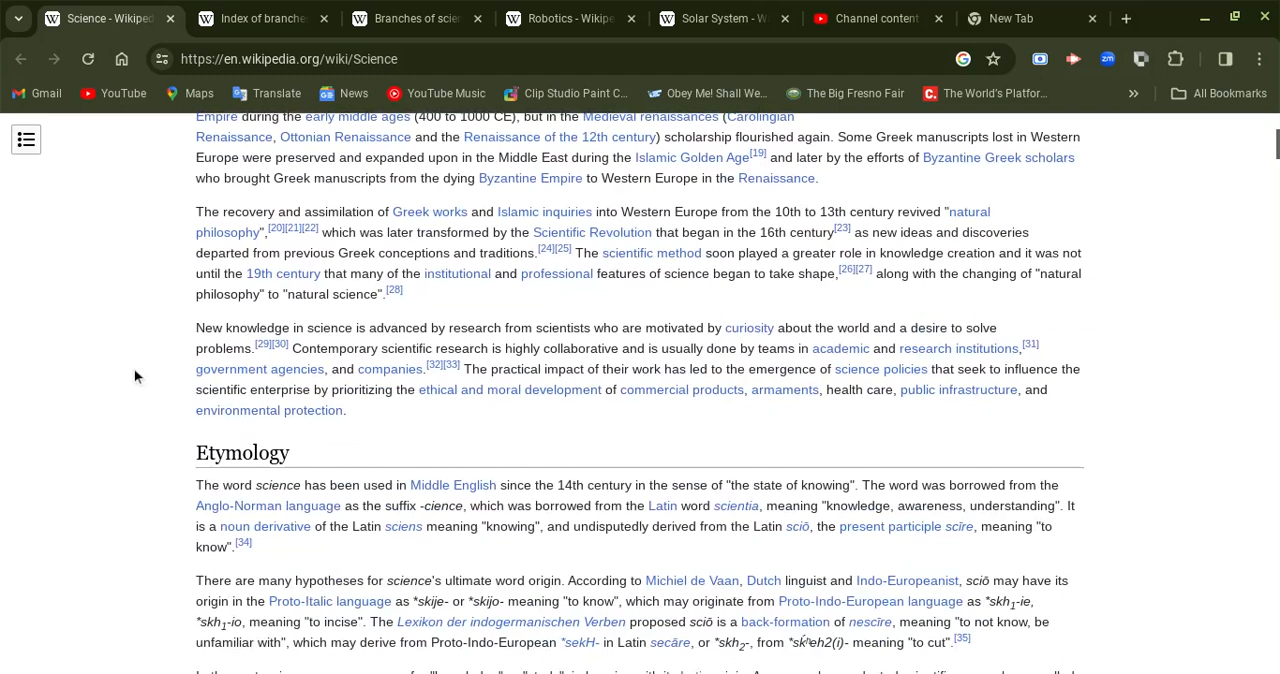 Science - Wikiped
Index of branche
Branches of scien
Robotics - Wikipe
Solar System - W
Channel content
New Tab
https://en.wikipedia.org/wiki/Science
Gmail
YouTube
Maps
Translate
News
YouTube Music
Clip Studio Paint C...
Obey Me! Shall We...
The Big Fresno Fair
The World's Platfor...
All Bookmarks
Empire during the early middle ages (400 to 1000 CE), but in the Medieval renaissances (Carolingian
Renaissance, Ottonian Renaissance and the Renaissance of the 12th century) scholarship flourished again. Some Greek manuscripts lost in Western
Europe were preserved and expanded upon in the Middle East during the Islamic Golden Age[19] and later by the efforts of Byzantine Greek scholars
who brought Greek manuscripts from the dying Byzantine Empire to Western Europe in the Renaissance.
The recovery and assimilation of Greek works and Islamic inquiries into Western Europe from the 10th to 13th century revived "natural
philosophy",[20][21][22] which was later transformed by the Scientific Revolution that began in the 16th century[23] as new ideas and discoveries
departed from previous Greek conceptions and traditions.[24][25] The scientific method soon played a greater role in knowledge creation and it was not
until the 19th century that many of the institutional and professional features of science began to take shape,[26][27] along with the changing of "natural
philosophy" to "natural science".[28]
New knowledge in science is advanced by research from scientists who are motivated by curiosity about the world and a desire to solve
problems.[29][30] Contemporary scientific research is highly collaborative and is usually done by teams in academic and research institutions,[31]
government agencies, and companies.[32][33] The practical impact of their work has led to the emergence of science policies that seek to influence the
scientific enterprise by prioritizing the ethical and moral development of commercial products, armaments, health care, public infrastructure, and
environmental protection.
Etymology
The word science has been used in Middle English since the 14th century in the sense of "the state of knowing". The word was borrowed from the
Anglo-Norman language as the suffix -cience, which was borrowed from the Latin word scientia, meaning "knowledge, awareness, understanding". It
is a noun derivative of the Latin sciens meaning "knowing", and undisputedly derived from the Latin sciō, the present participle scīre, meaning "to
know".[34]
There are many hypotheses for science's ultimate word origin. According to Michiel de Vaan, Dutch linguist and Indo-Europeanist, sciō may have its
origin in the Proto-Italic language as *skije- or *skijo- meaning "to know", which may originate from Proto-Indo-European language as *skh1-ie,
*skh1-io, meaning "to incise". The Lexikon der indogermanischen Verben proposed sciō is a back-formation of nescīre, meaning "to not know, be
unfamiliar with", which may derive from Proto-Indo-European *sekH- in Latin secāre, or *skh2-, from *sḱʰeh2(i)- meaning "to cut".[35]